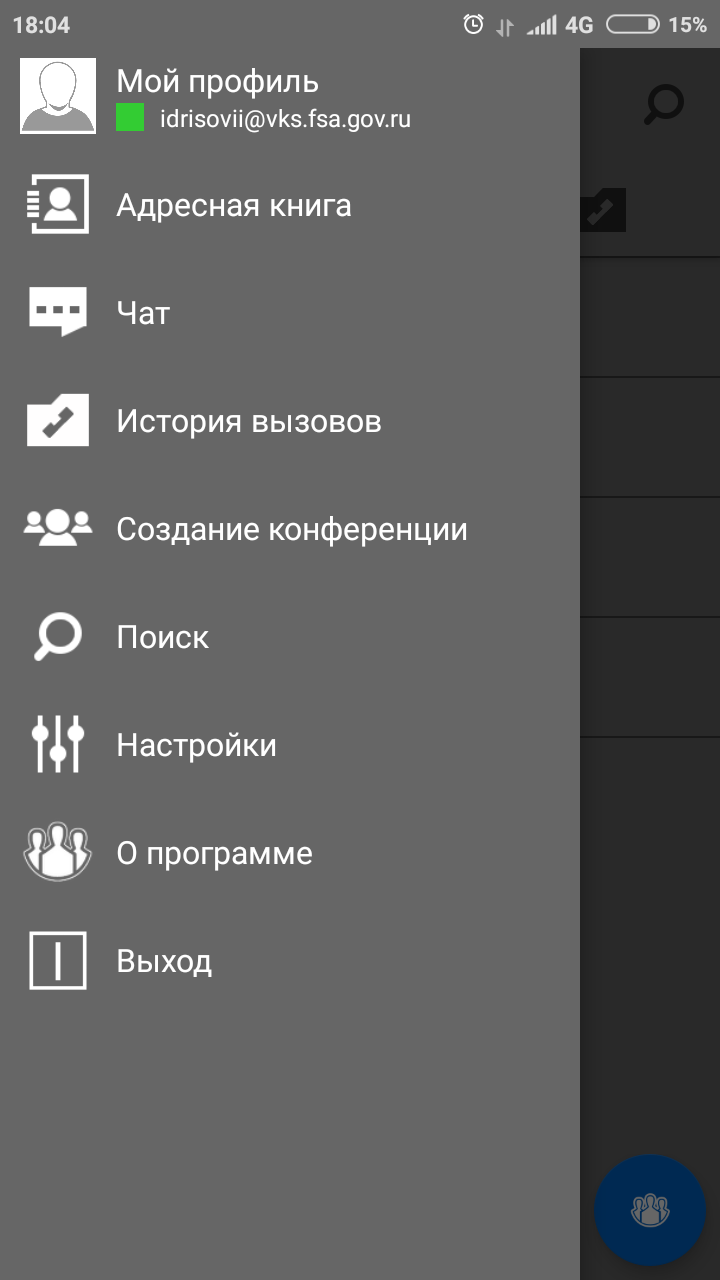 18:04 4G 15%
Мой профиль
idrisovii@vks.fsa.gov.ru
Адресная книга
Чат
История вызовов
Создание конференции
Поиск
Настройки
О программе
Выход